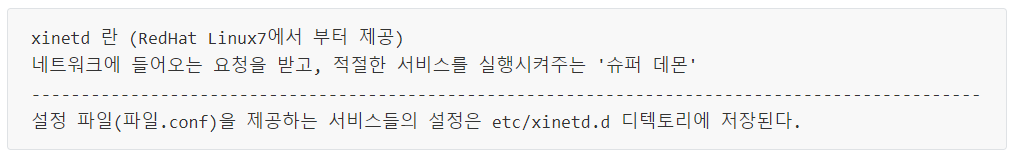 xinetd 란 (RedHat Linux7에서 부터 제공)
네트워크에 들어오는 요청을 받고, 적절한 서비스를 실행시켜주는 '슈퍼 데몬'
------------------------------------------------------------------------------------------------
설정 파일(파일.conf)을 제공하는 서비스들의 설정은 etc/xinetd.d 디텍토리에 저장된다.